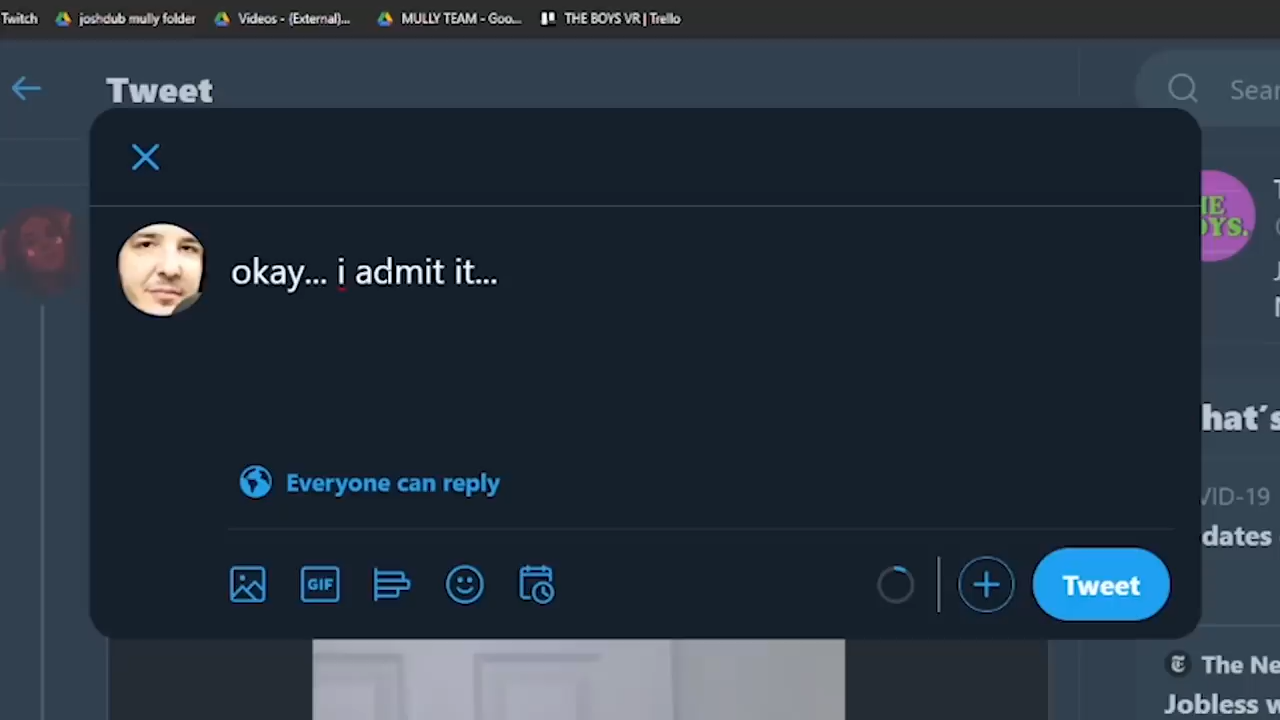 Twitch joshdub mully folder Videos - (External)... MULLY TEAM - Goo... THE BOYS VR | Trello
Tweet
Sear
okay... i admit it...
Everyone can reply
GIF
Tweet
hat's
VID-19
dates
The Ne
Jobless w